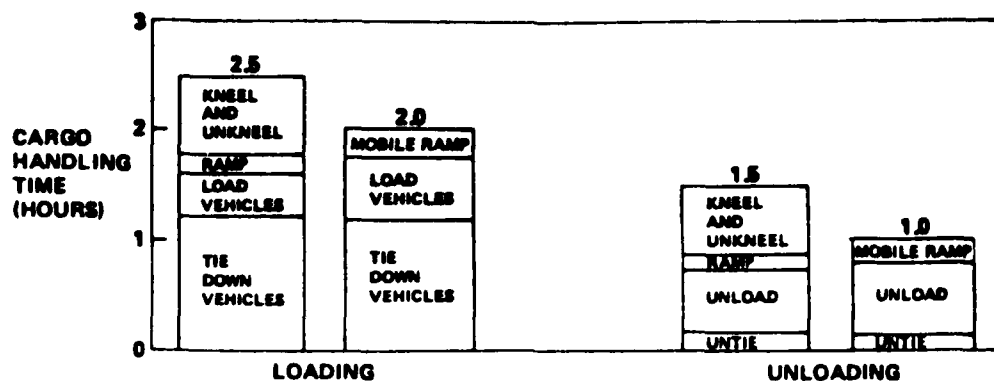 3
2
1
0
CARGO
HANDLING
TIME
(HOURS)
2.5
KNEEL
AND
UNKNEEL
RAMP
LOAD
VEHICLES
TIE
DOWN
VEHICLES
2.0
MOBILE RAMP
LOAD
VEHICLES
TIE
DOWN
VEHICLES
LOADING
1.5
KNEEL
AND
UNKNEEL
RAMP
UNLOAD
UNTIE
1.0
MOBILE RAMP
UNLOAD
UNTIE
UNLOADING